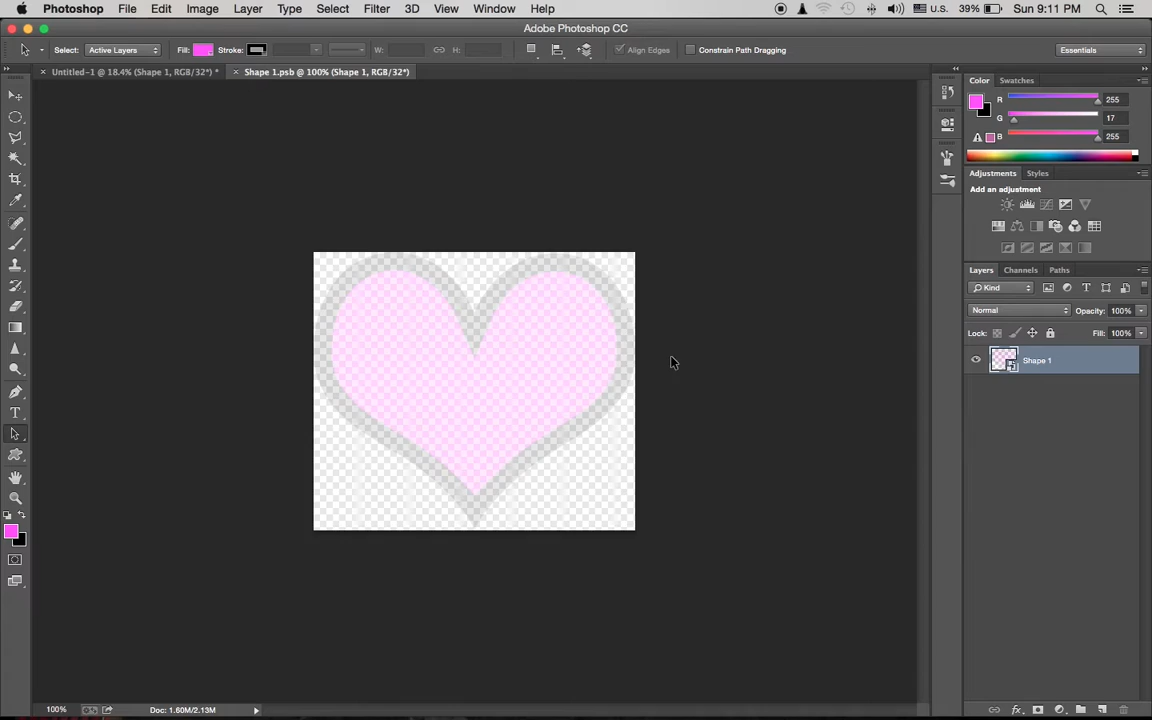 Photoshop File Edit Image Layer Type Select Filter 3D View Window Help U.S. 39% Sun 9:11 PM
Adobe Photoshop CC
Select: Active Layers Fill: Stroke: W: H: Align Edges Constrain Path Dragging Essentials
× Untitled-1 @ 18.4% (Shape 1, RGB/32*) * × Shape 1.psb @ 100% (Shape 1, RGB/32*)
Color Swatches
R 255
G 17
B 255
Adjustments Styles
Add an adjustment
Layers Channels Paths
Kind
Normal Opacity: 100%
Lock: Fill: 100%
Shape 1
100% Doc: 1.60M/2.13M